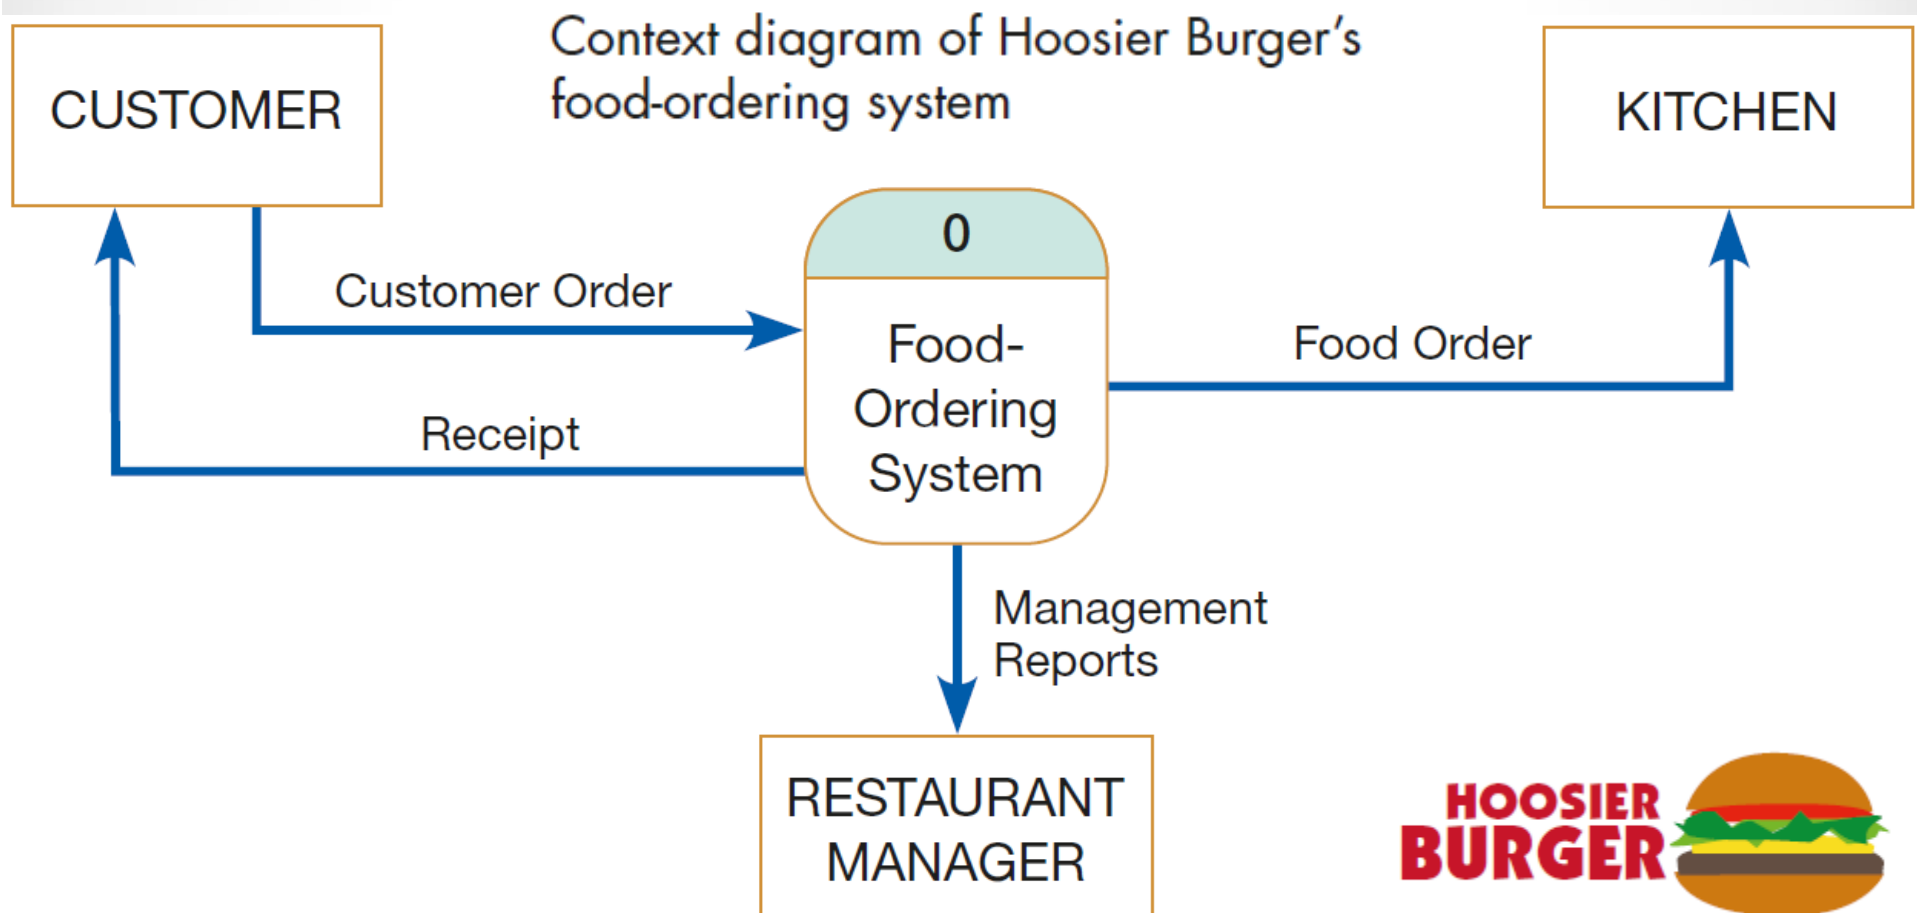 Context diagram of Hoosier Burger's
food-ordering system
CUSTOMER
KITCHEN
0
Food-
Ordering
System
Customer Order
Food Order
Receipt
Management
Reports
RESTAURANT
MANAGER
HOOSIER
BURGER